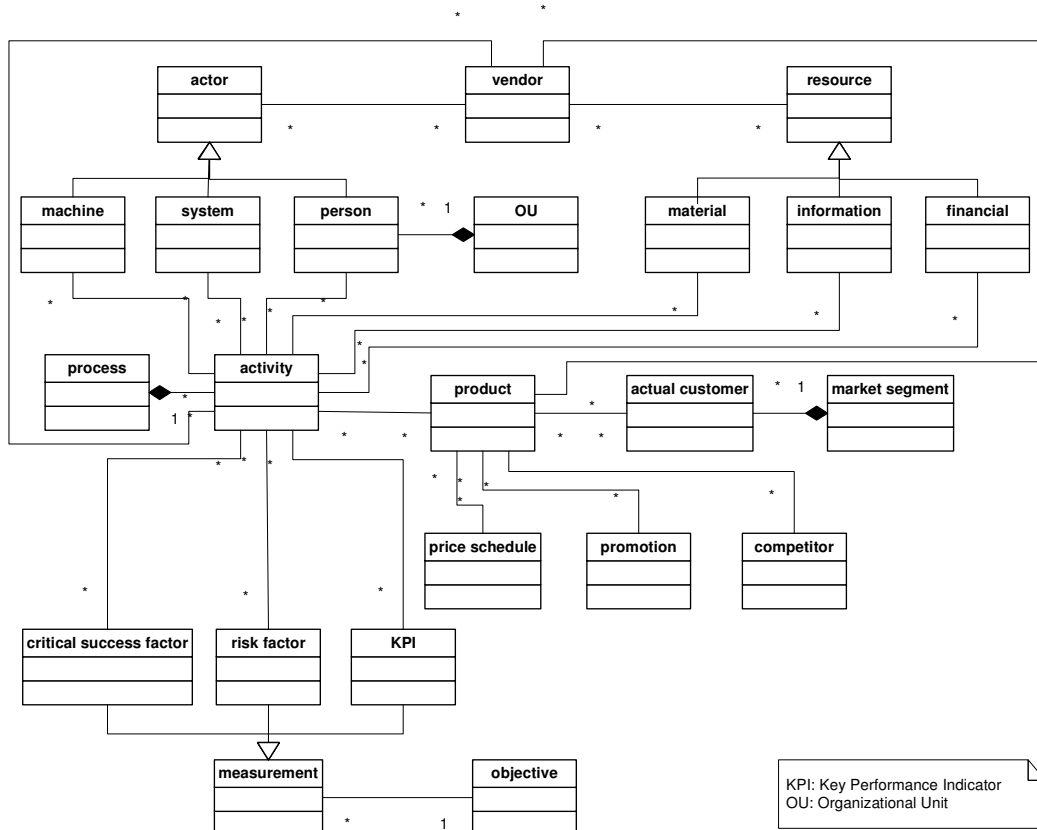 * *
actor vendor resource
* * * *
machine system person * 1 OU material information financial
* * * * * * * * *
* *
process activity product actual customer * 1 market segment
* * *
1 * * * *
* * * * * * * * *
*
price schedule promotion competitor
* * *
critical success factor risk factor KPI
measurement objective
* 1
KPI: Key Performance Indicator
OU: Organizational Unit